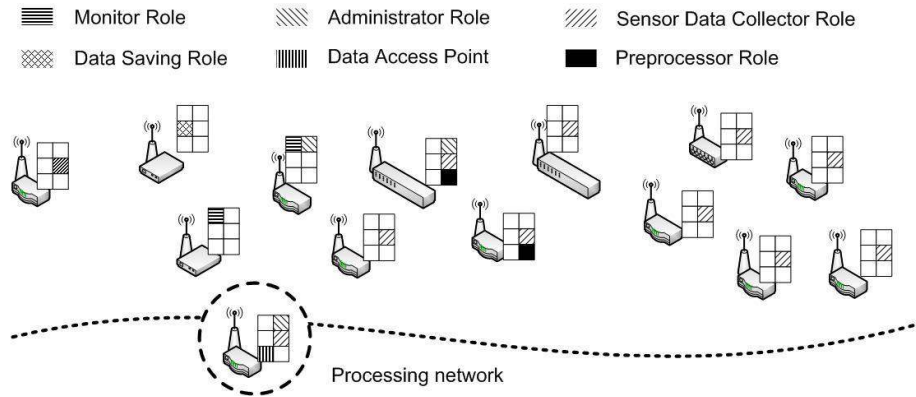 Monitor Role
Administrator Role
Sensor Data Collector Role
Data Saving Role
Data Access Point
Preprocessor Role
Processing network